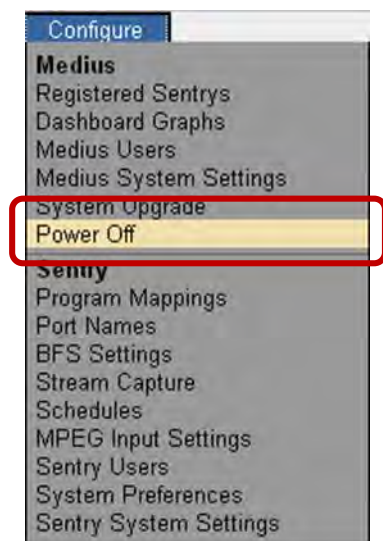 Configure
Medius
Registered Sentrys
Dashboard Graphs
Medius Users
Medius System Settings
System Upgrade
Power Off
Sentry
Program Mappings
Port Names
BFS Settings
Stream Capture
Schedules
MPEG Input Settings
Sentry Users
System Preferences
Sentry System Settings